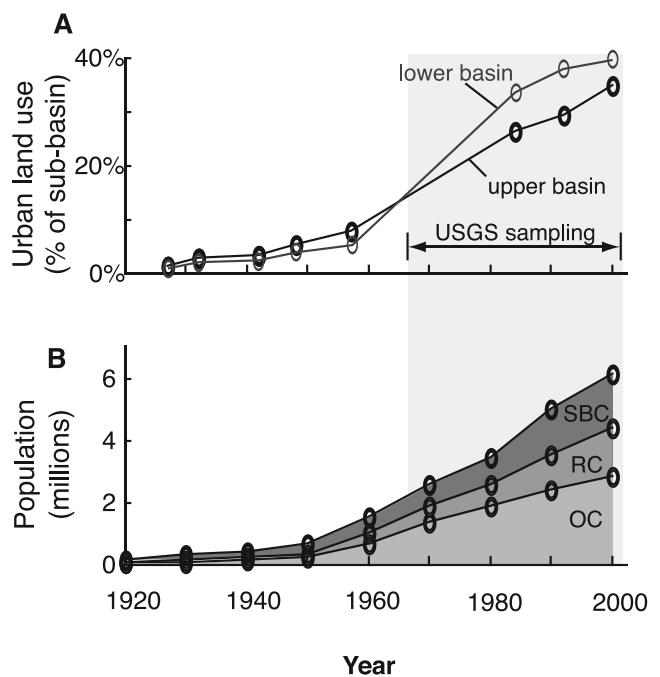 A
Urban land use
(% of sub-basin)
40%
20%
0%
lower basin
upper basin
USGS sampling
B
Population
(millions)
6
4
2
0
SBC
RC
OC
1920 1940 1960 1980 2000
Year